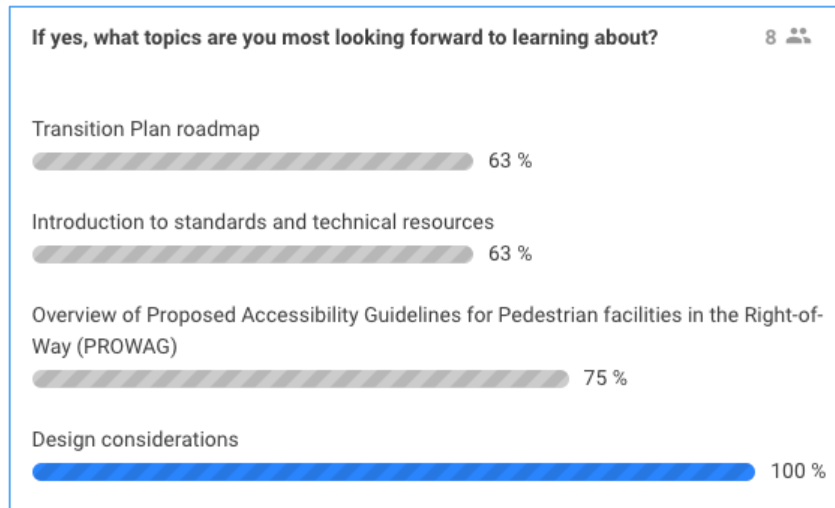 If yes, what topics are you most looking forward to learning about?
8
Transition Plan roadmap
63 %
Introduction to standards and technical resources
63 %
Overview of Proposed Accessibility Guidelines for Pedestrian facilities in the Right-of-
Way (PROWAG)
75 %
Design considerations
100 %